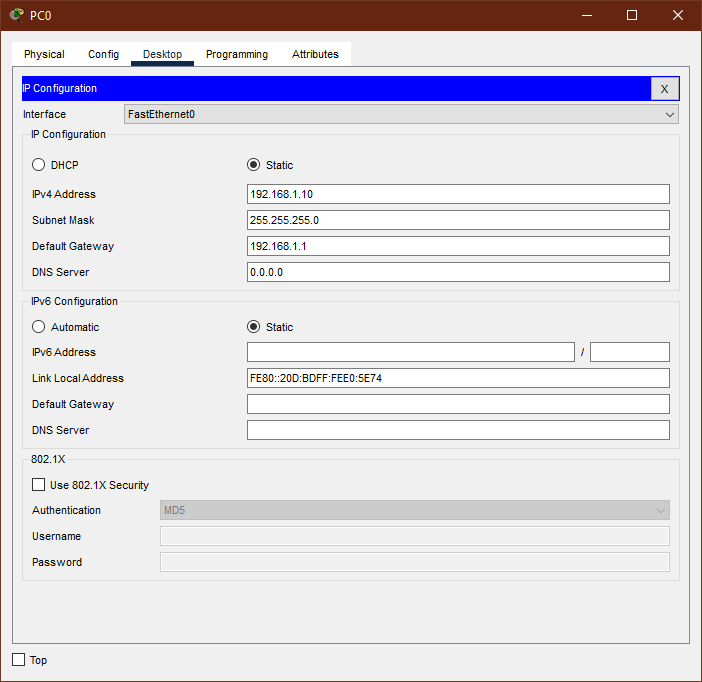 PC0
Physical Config Desktop Programming Attributes
IP Configuration X
Interface FastEthernet0
IP Configuration
DHCP Static
IPv4 Address 192.168.1.10
Subnet Mask 255.255.255.0
Default Gateway 192.168.1.1
DNS Server 0.0.0.0
IPv6 Configuration
Automatic Static
IPv6 Address /
Link Local Address FE80::20D:BDFF:FEE0:5E74
Default Gateway
DNS Server
802.1X
Use 802.1X Security
Authentication MD5
Username
Password
Top